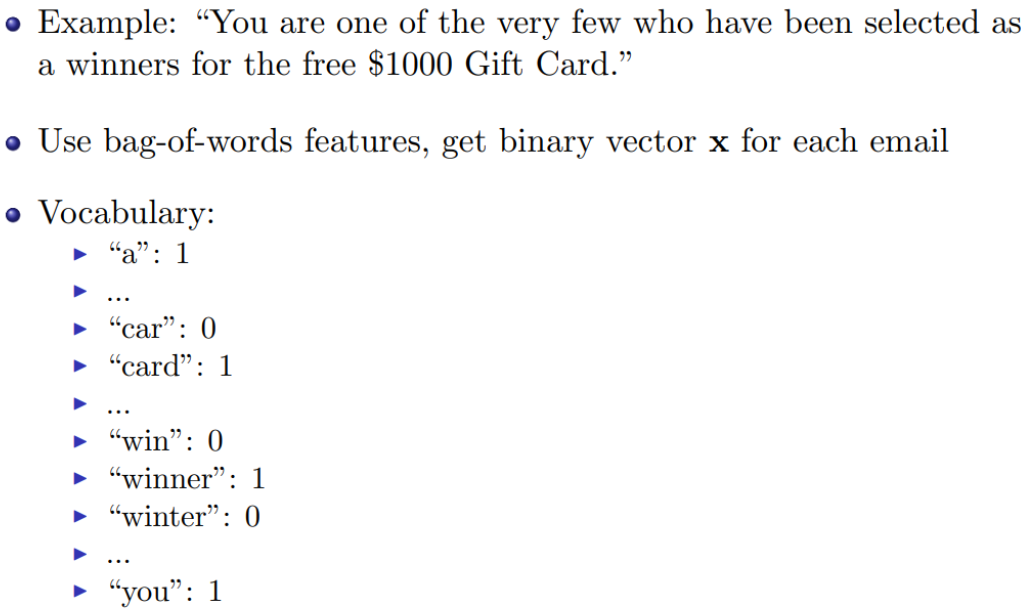 Example: “You are one of the very few who have been selected as
a winners for the free $1000 Gift Card.”
Use bag-of-words features, get binary vector x for each email
Vocabulary:
“a”: 1
...
“car”: 0
“card”: 1
...
“win”: 0
“winner”: 1
“winter”: 0
...
“you”: 1